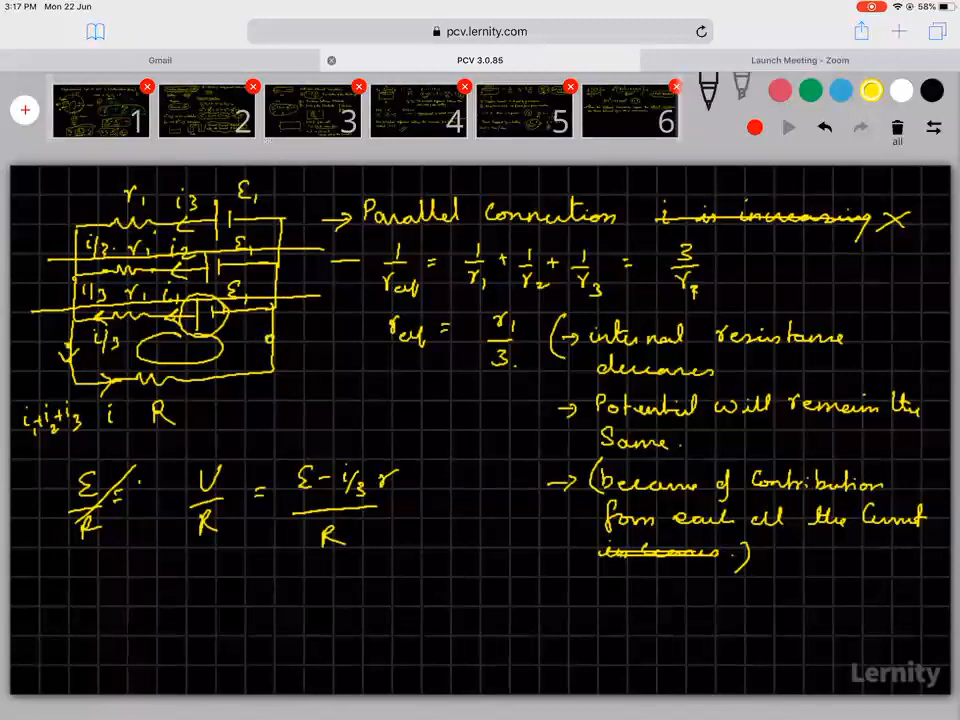 3:17 PM Mon 22 Jun
58%
pcv.lernity.com
Gmail
PCV 3.0.85
Launch Meeting - Zoom
1
2
3
4
5
6
all
r1 i3 ε1
i/3 r1 i2 ε1
i/3 r1 i1 ε1
i/3
i1+i2+i3 i R
→ Parallel Connection i is increasing ×
1/req = 1/r1 + 1/r2 + 1/r3 = 3/r1
req = r1/3 (→ internal resistance
decreases
→ Potential will remain the
Same.
→ (because of Contribution
from each all the Current
)
ε/R = V/R = ε - i/3 r / R
Lernity